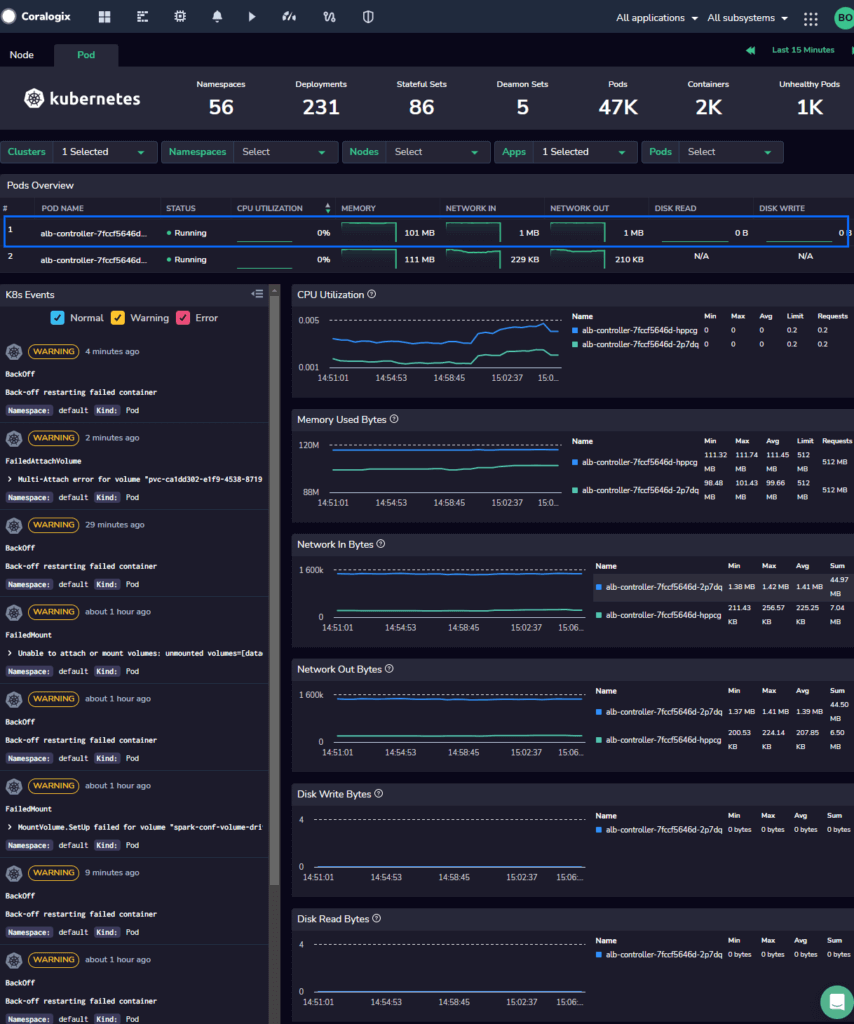 Coralogix
All applications
All subsystems
BO
Node
Pod
Last 15 Minutes
kubernetes
Namespaces
56
Deployments
231
Stateful Sets
86
Deamon Sets
5
Pods
47K
Containers
2K
Unhealthy Pods
1K
Clusters 1 Selected
Namespaces Select
Nodes Select
Apps 1 Selected
Pods Select
Pods Overview
# POD NAME STATUS CPU UTILIZATION MEMORY NETWORK IN NETWORK OUT DISK READ DISK WRITE
1 alb-controller-7fccf5646d... Running 0% 101 MB 1 MB 1 MB 0 B 0 B
2 alb-controller-7fccf5646d... Running 0% 111 MB 229 KB 210 KB N/A N/A
K8s Events
Normal Warning Error
WARNING 4 minutes ago
BackOff
Back-off restarting failed container
Namespace: default Kind: Pod
WARNING 2 minutes ago
FailedAttachVolume
Multi-Attach error for volume "pvc-ca1dd302-e1f9-4538-8719
Namespace: default Kind: Pod
WARNING 29 minutes ago
BackOff
Back-off restarting failed container
Namespace: default Kind: Pod
WARNING about 1 hour ago
FailedMount
Unable to attach or mount volumes: unmounted volumes=[data
Namespace: default Kind: Pod
WARNING about 1 hour ago
BackOff
Back-off restarting failed container
Namespace: default Kind: Pod
WARNING about 1 hour ago
FailedMount
MountVolume.SetUp failed for volume "spark-conf-volume-dri
Namespace: default Kind: Pod
WARNING 9 minutes ago
BackOff
Back-off restarting failed container
Namespace: default Kind: Pod
WARNING about 1 hour ago
BackOff
Back-off restarting failed container
Namespace: default Kind: Pod
CPU Utilization
0.005
0.001
14:51:01 14:54:53 14:58:45 15:02:37 15:0...
Name Min Max Avg Limit Requests
alb-controller-7fccf5646d-hppcg 0 0 0 0.2 0.2
alb-controller-7fccf5646d-2p7dq 0 0 0 0.2 0.2
Memory Used Bytes
120M
88M
14:51:01 14:54:53 14:58:45 15:02:37 15:0...
Name Min Max Avg Limit Requests
alb-controller-7fccf5646d-hppcg 111.32 MB 111.74 MB 111.45 MB 512 MB 512 MB
alb-controller-7fccf5646d-2p7dq 98.48 MB 101.43 MB 99.66 MB 512 MB 512 MB
Network In Bytes
1 600k
0
14:51:01 14:54:53 14:58:45 15:02:37 15:06:...
Name Min Max Avg Sum
alb-controller-7fccf5646d-2p7dq 1.38 MB 1.42 MB 1.41 MB 44.97 MB
alb-controller-7fccf5646d-hppcg 211.43 KB 256.57 KB 225.25 KB 7.04 MB
Network Out Bytes
1 600k
0
14:51:01 14:54:53 14:58:45 15:02:37 15:06:...
Name Min Max Avg Sum
alb-controller-7fccf5646d-2p7dq 1.37 MB 1.41 MB 1.39 MB 44.50 MB
alb-controller-7fccf5646d-hppcg 200.53 KB 224.14 KB 207.85 KB 6.50 MB
Disk Write Bytes
4
0
14:51:01 14:54:53 14:58:45 15:02:37 15:06:...
Name Min Max Avg Sum
alb-controller-7fccf5646d-2p7dq 0 bytes 0 bytes 0 bytes 0 bytes
Disk Read Bytes
4
0
14:51:01 14:54:53 14:58:45 15:02:37 15:06:...
Name Min Max Avg Sum
alb-controller-7fccf5646d-2p7dq 0 bytes 0 bytes 0 bytes 0 bytes